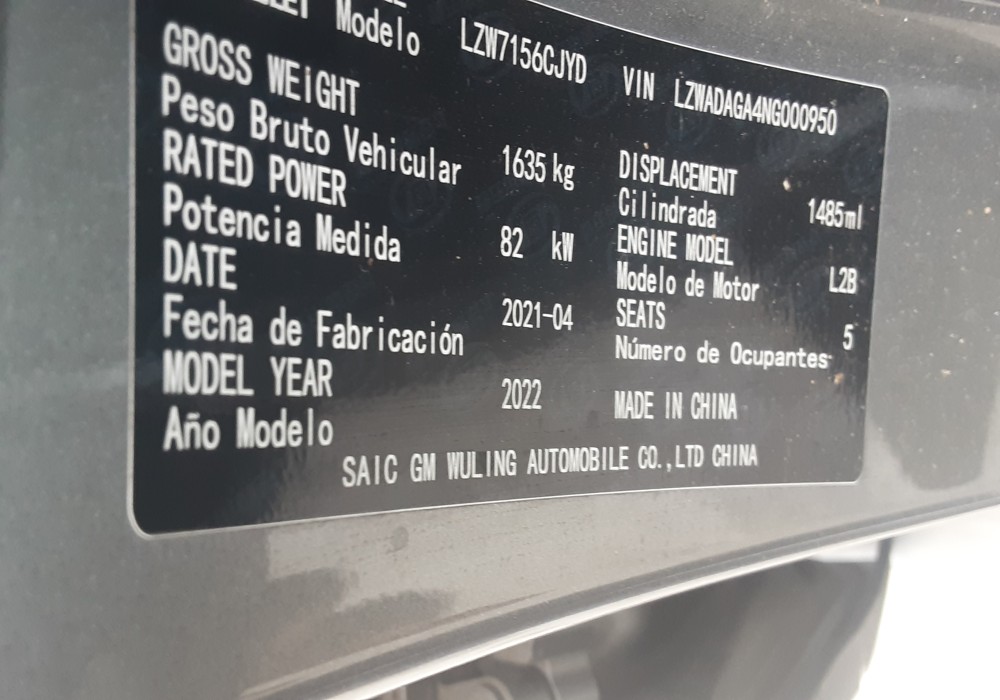 Modelo LZW7156CJYD VIN LZWADAGA4NG000950
GROSS WEIGHT
Peso Bruto Vehicular 1635 kg
RATED POWER
Potencia Medida 82 kW
DATE
Fecha de Fabricación 2021-04
MODEL YEAR
Año Modelo 2022
DISPLACEMENT
Cilindrada 1485ml
ENGINE MODEL
Modelo de Motor L2B
SEATS
Número de Ocupantes 5
MADE IN CHINA
SAIC GM WULING AUTOMOBILE CO.,LTD CHINA